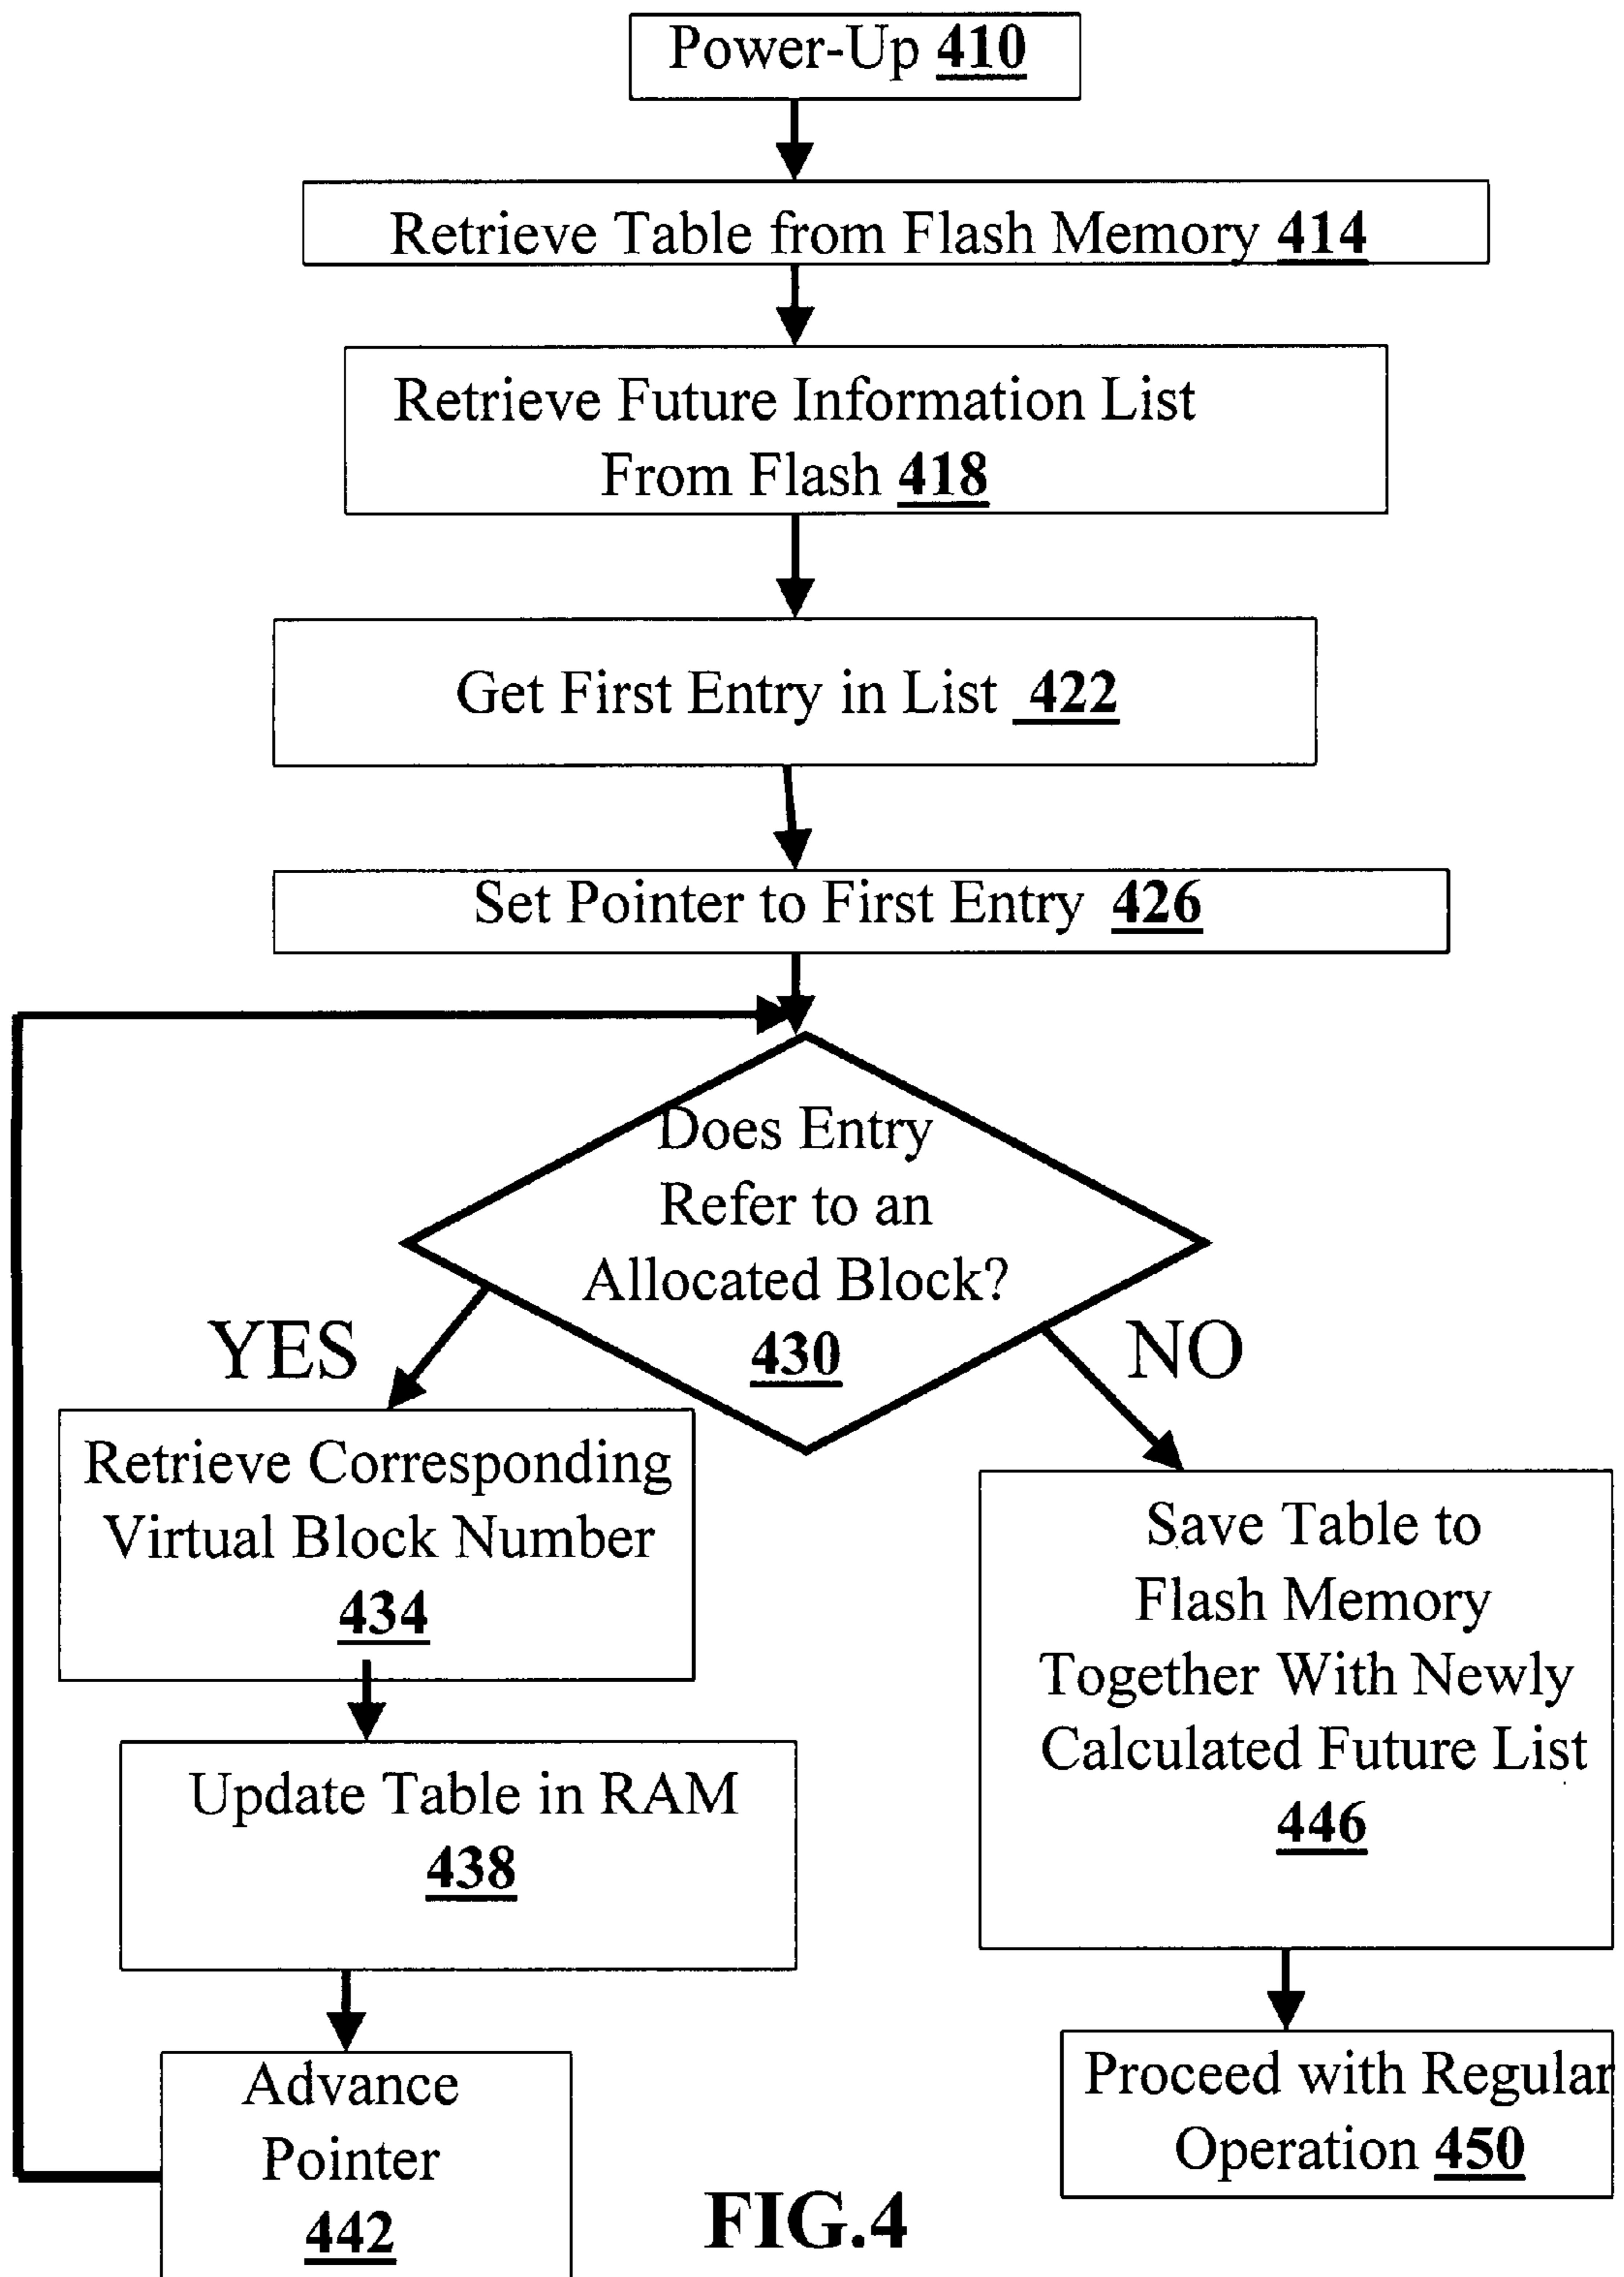 Power-Up 410
Retrieve Table from Flash Memory 414
Retrieve Future Information List
From Flash 418
Get First Entry in List 422
Set Pointer to First Entry 426
Does Entry
Refer to an
Allocated Block?
430
YES
NO
Retrieve Corresponding
Virtual Block Number
434
Update Table in RAM
438
Advance
Pointer
442
Save Table to
Flash Memory
Together With Newly
Calculated Future List
446
Proceed with Regular
Operation 450
FIG.4